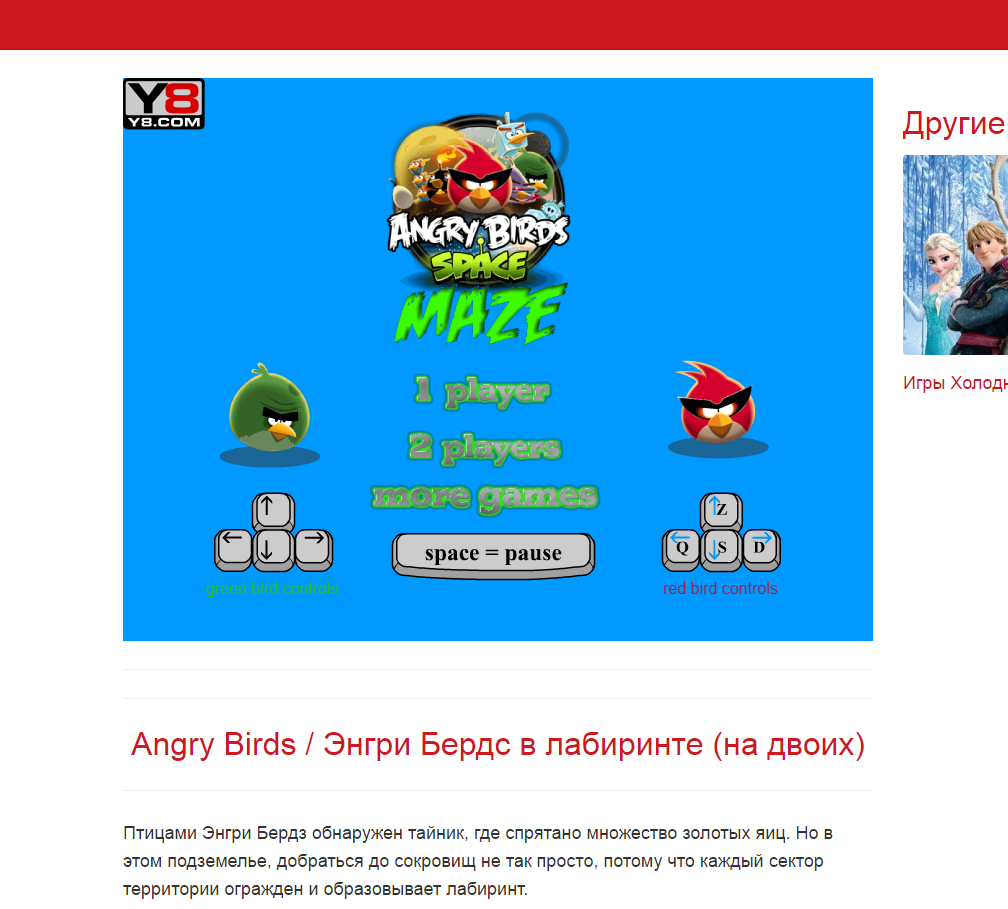 Y8
Y8.COM
ANGRY BIRDS
SPACE
MAZE
1 player
2 players
more games
Z
Q S D
space = pause
green bird controls
red bird controls
Другие
Игры Холодн
Angry Birds / Энгри Бердс в лабиринте (на двоих)
Птицами Энгри Бердз обнаружен тайник, где спрятано множество золотых яиц. Но в
этом подземелье, добраться до сокровищ не так просто, потому что каждый сектор
территории огражден и образовывает лабиринт.